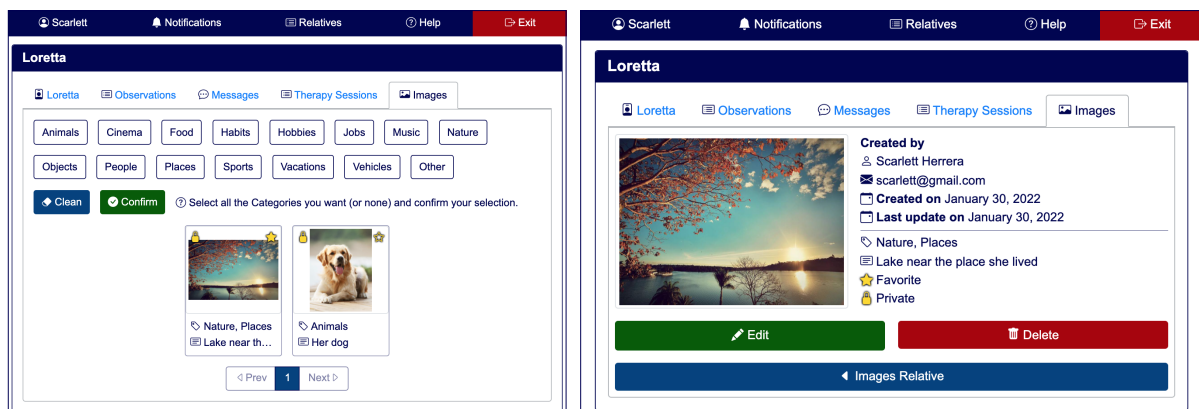 Scarlett Notifications Relatives Help Exit
Loretta
Loretta Observations Messages Therapy Sessions Images
Animals Cinema Food Habits Hobbies Jobs Music Nature
Objects People Places Sports Vacations Vehicles Other
Clean Confirm Select all the Categories you want (or none) and confirm your selection.
Nature, Places
Lake near th...
Animals
Her dog
Prev 1 Next
Scarlett Notifications Relatives Help Exit
Loretta
Loretta Observations Messages Therapy Sessions Images
Created by
Scarlett Herrera
scarlett@gmail.com
Created on January 30, 2022
Last update on January 30, 2022
Nature, Places
Lake near the place she lived
Favorite
Private
Edit Delete
Images Relative